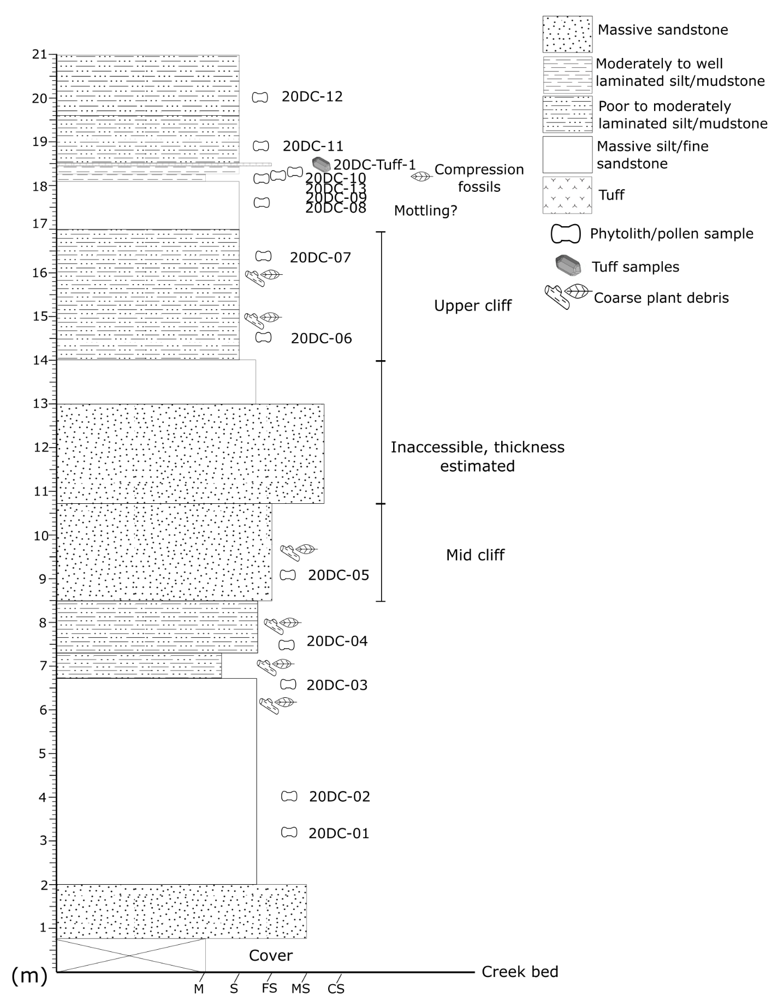 Massive sandstone
Moderately to well
laminated silt/mudstone
Poor to moderately
laminated silt/mudstone
Massive silt/fine
sandstone
Tuff
Phytolith/pollen sample
Tuff samples
Coarse plant debris
21
20
20DC-12
19
20DC-11
20DC-Tuff-1
Compression
fossils
18
20DC-10
20DC-13
20DC-09
20DC-08
Mottling?
17
20DC-07
16
Upper cliff
15
20DC-06
14
13
12
Inaccessible, thickness
estimated
11
10
Mid cliff
9
20DC-05
8
20DC-04
7
20DC-03
6
5
4
20DC-02
3
20DC-01
2
1
Cover
(m)
Creek bed
M
S
FS
MS
CS